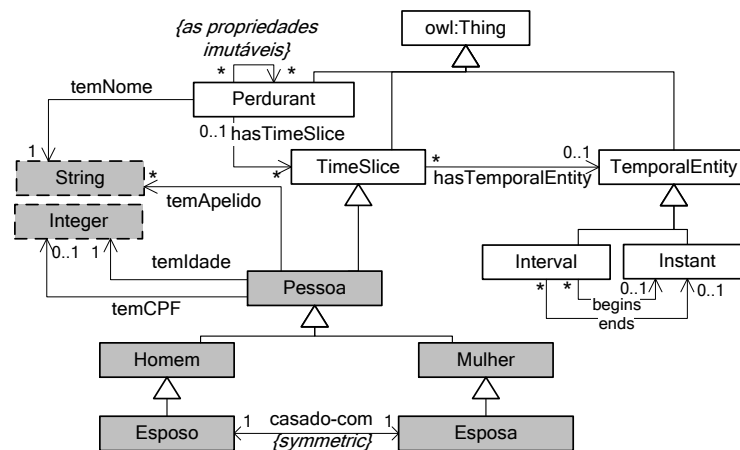 owl:Thing
{as propriedades
imutáveis}
* *
temNome
Perdurant
0..1 hasTimeSlice
1
String
*
*
TimeSlice
*
hasTemporalEntity
0..1
TemporalEntity
temApelido
Integer
0..1
1
temIdade
temCPF
Pessoa
Interval
Instant
* *
0..1
0..1
begins
ends
Homem
Mulher
Esposo
1
casado-com
{symmetric}
1
Esposa